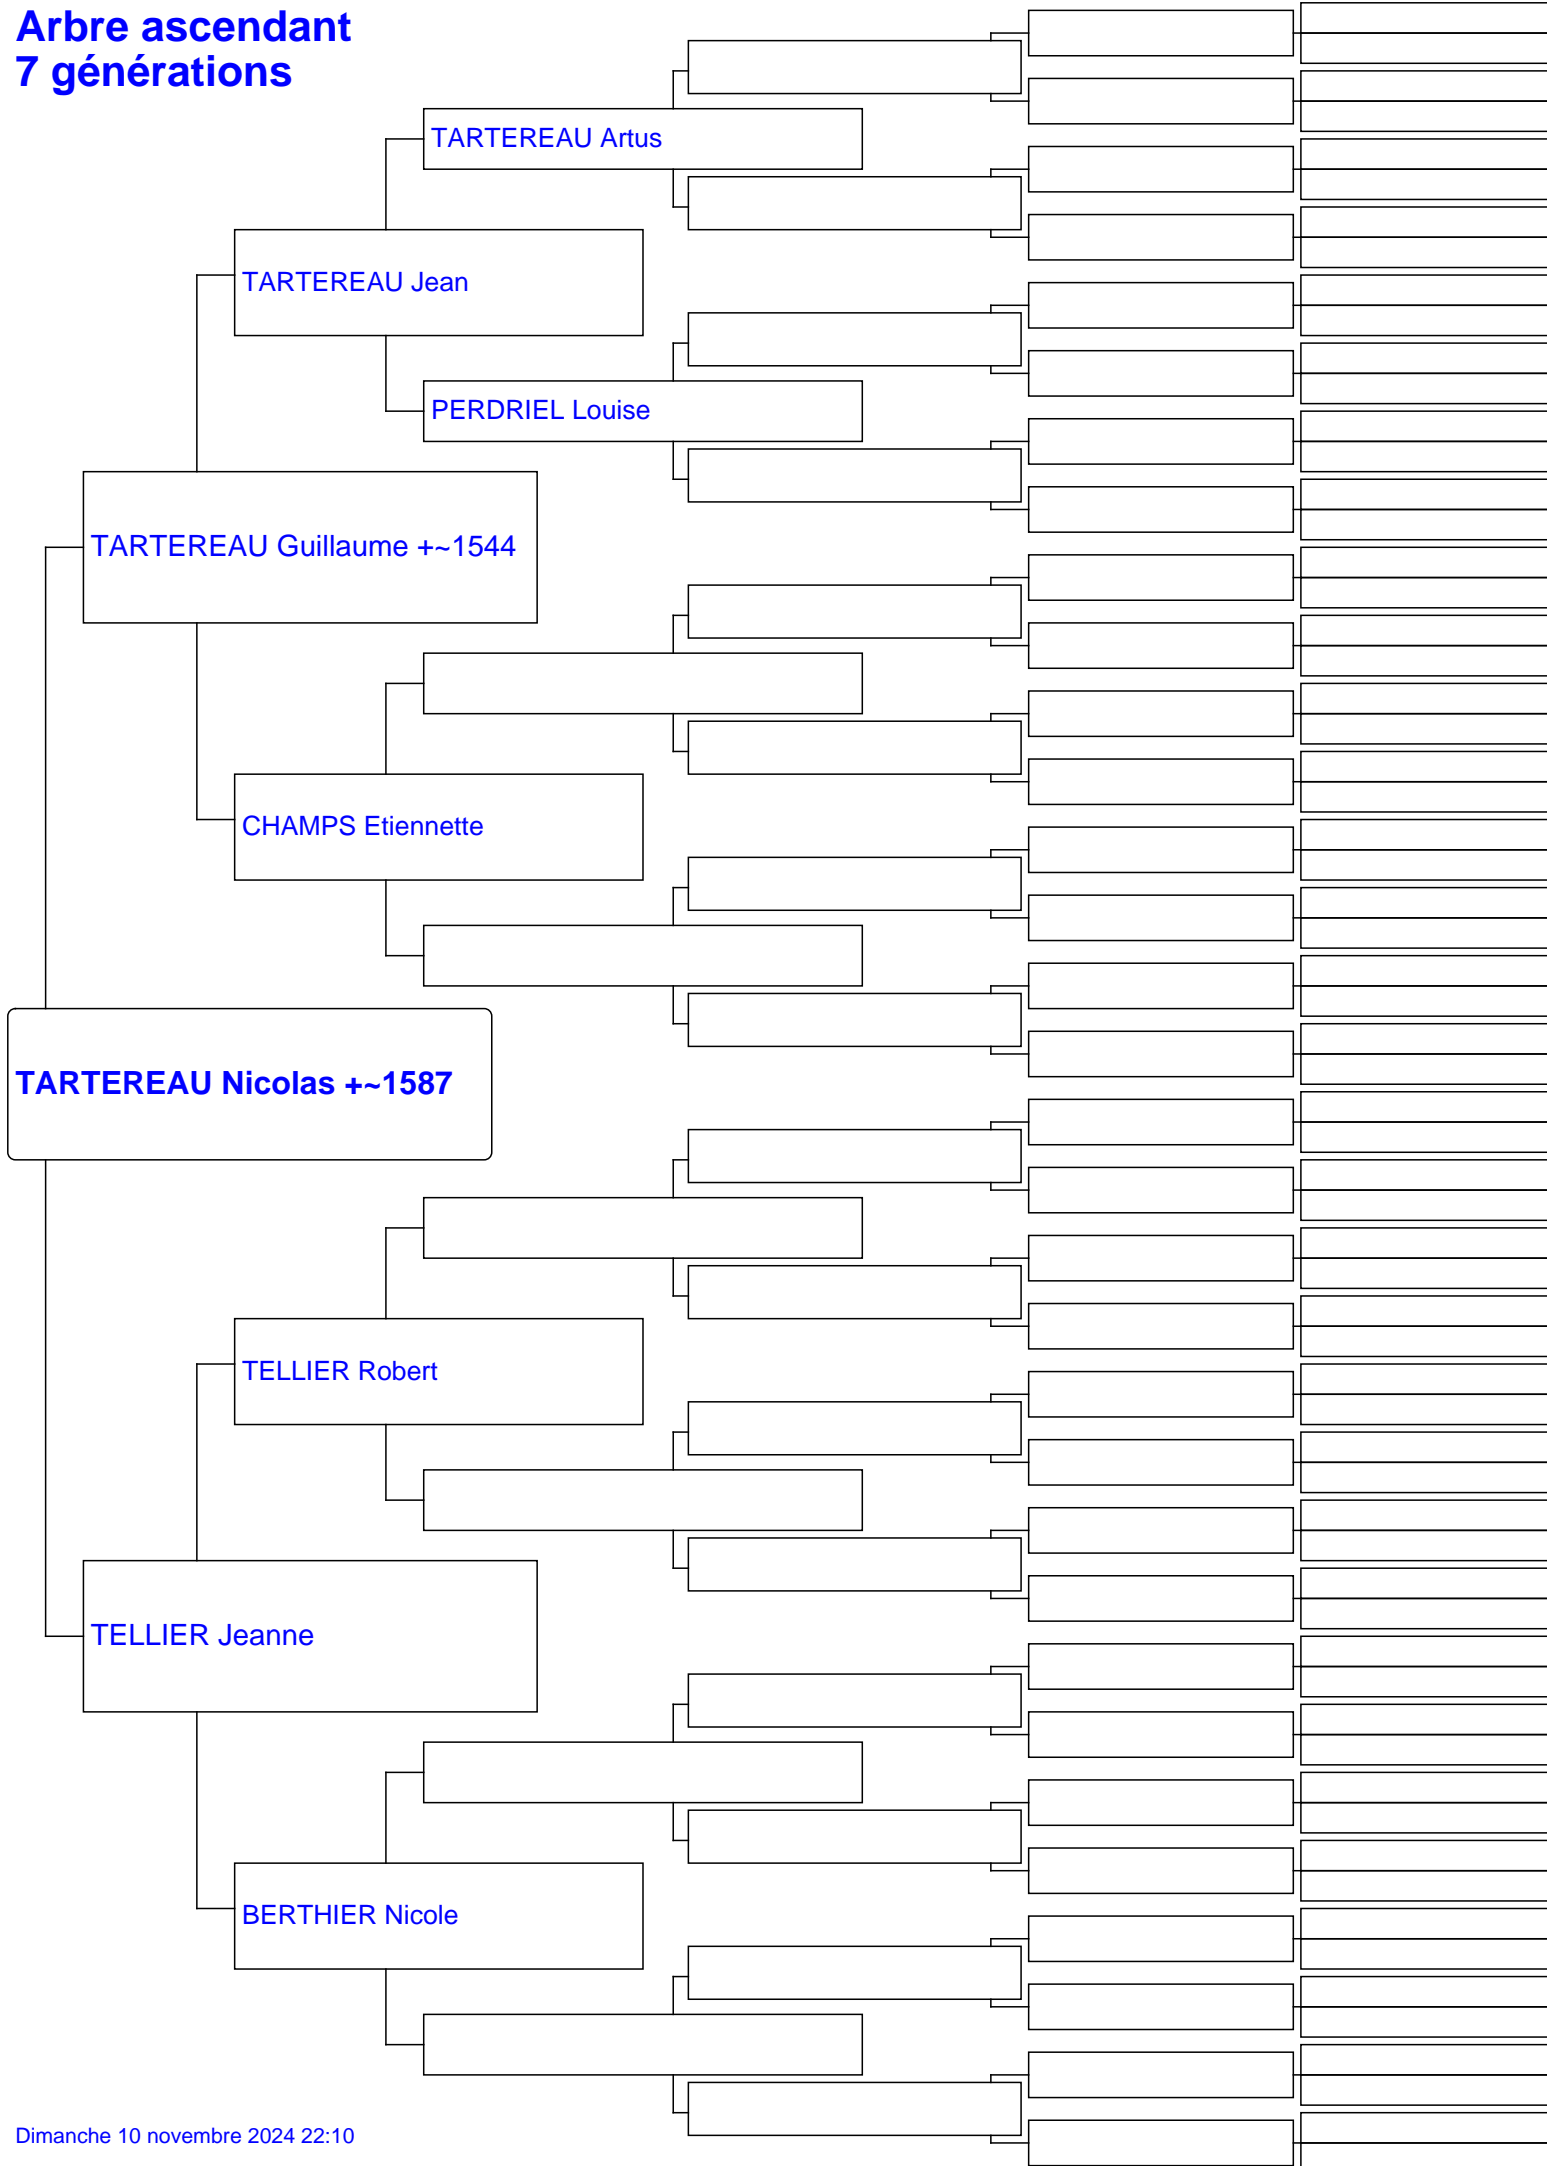 Arbre ascendant
7 générations
TARTEREAU Artus
TARTEREAU Jean
PERDRIEL Louise
TARTEREAU Guillaume +~1544
CHAMPS Etiennette
TARTEREAU Nicolas +~1587
TELLIER Robert
TELLIER Jeanne
BERTHIER Nicole
Dimanche 10 novembre 2024 22:10